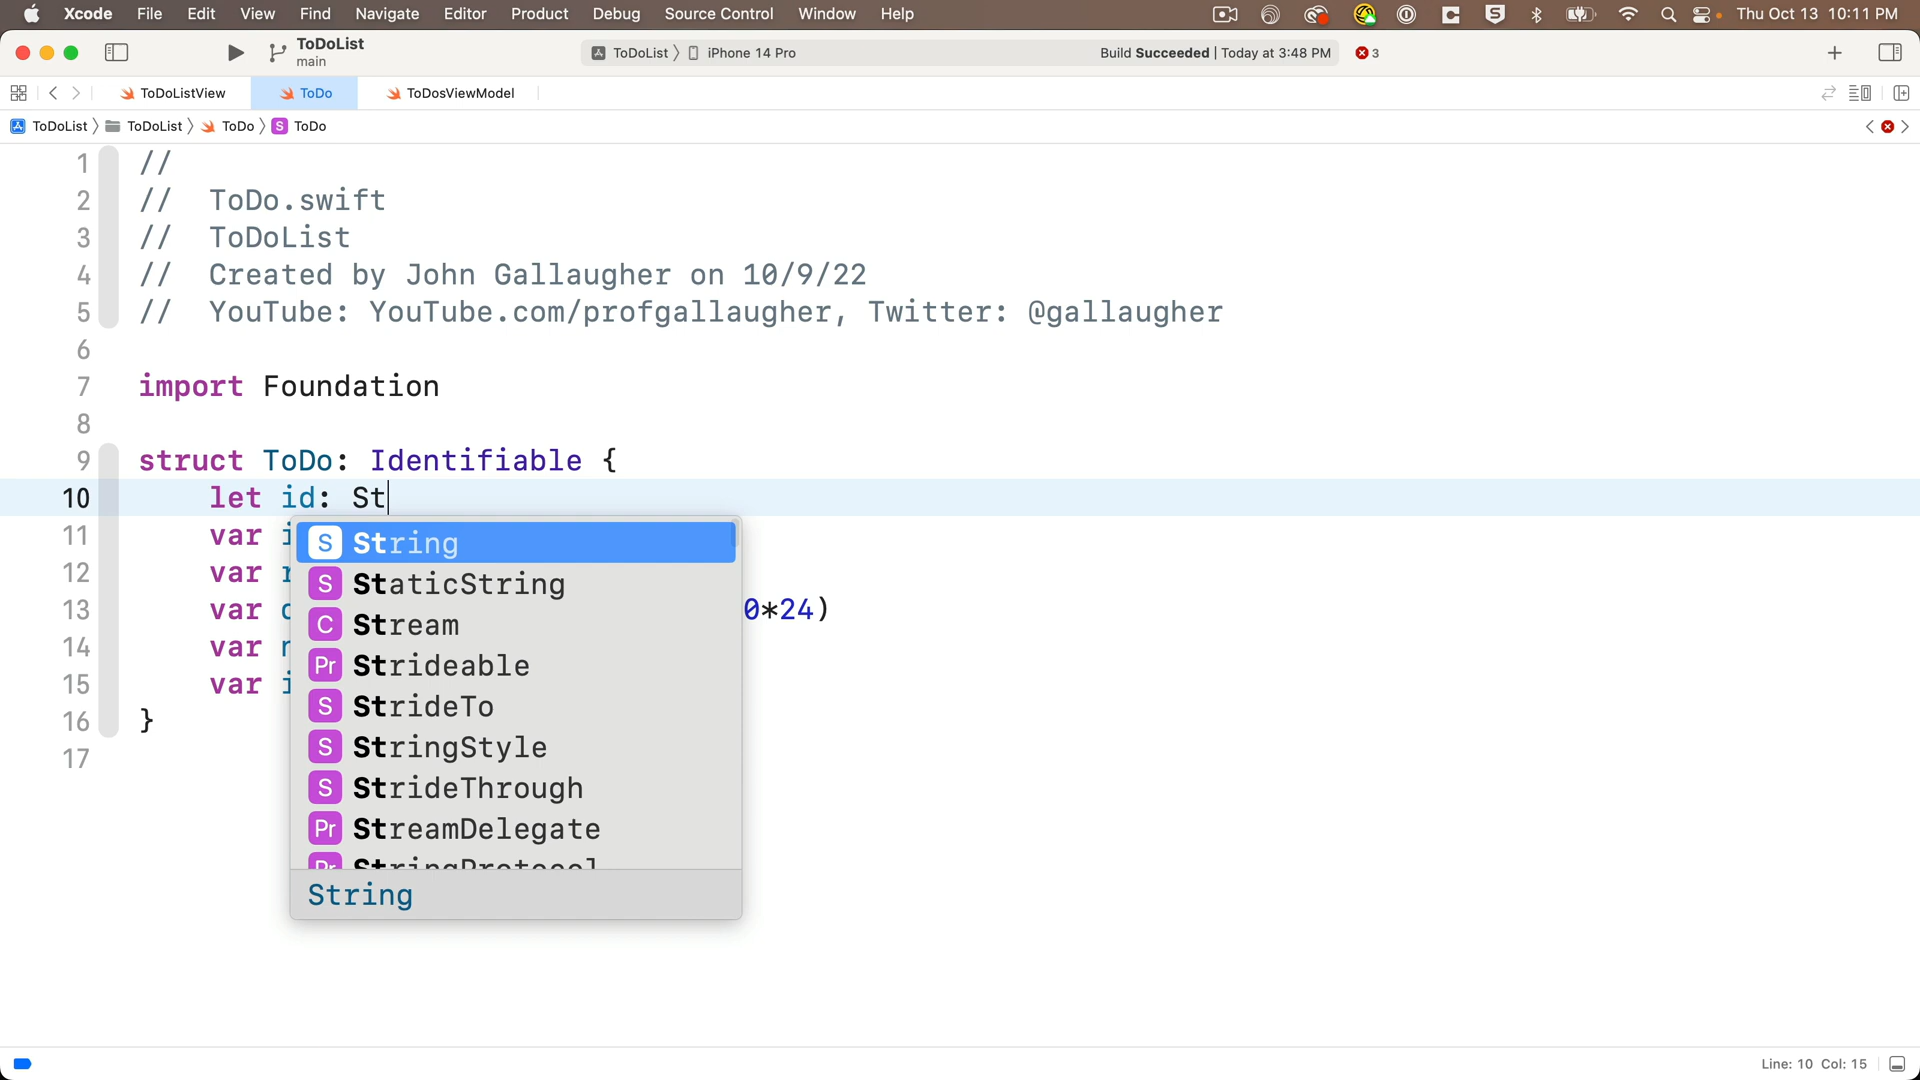 Xcode File Edit View Find Navigate Editor Product Debug Source Control Window Help Thu Oct 13 10:11 PM
ToDoList
main
ToDoList 〉 iPhone 14 Pro
Build Succeeded | Today at 3:48 PM
3
ToDoListView ToDo ToDosViewModel
ToDoList 〉 ToDoList 〉 ToDo 〉 S ToDo
1 //
2 // ToDo.swift
3 // ToDoList
4 // Created by John Gallaugher on 10/9/22
5 // YouTube: YouTube.com/profgallaugher, Twitter: @gallaugher
6
7 import Foundation
8
9 struct ToDo: Identifiable {
10 let id: St
11 var i
12 var r
13 var 0*24)
14 var
15 var i
16 }
17
S String
S StaticString
C Stream
Pr Strideable
S StrideTo
S StringStyle
S StrideThrough
Pr StreamDelegate
Pr StringProtocol
String
Line: 10 Col: 15